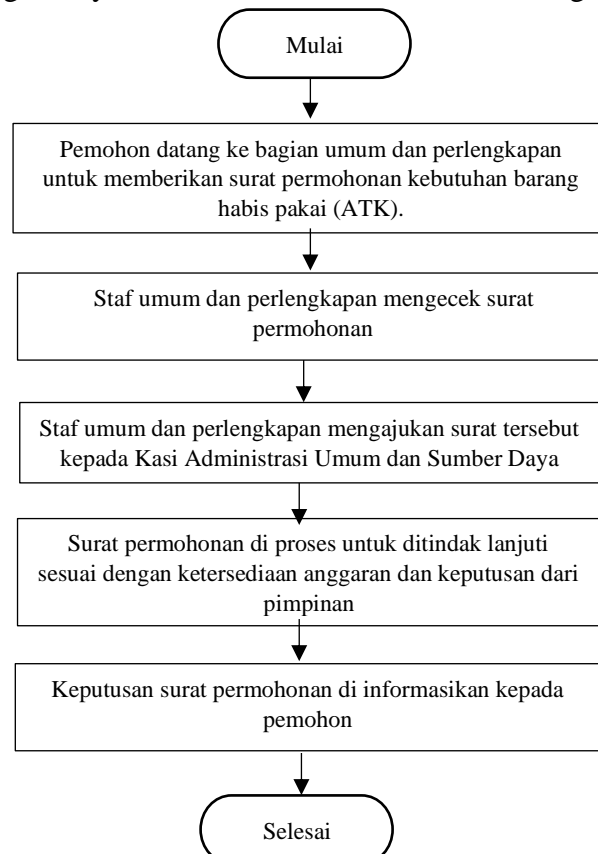 Mulai
Pemohon datang ke bagian umum dan perlengkapan
untuk memberikan surat permohonan kebutuhan barang
habis pakai (ATK).
Staf umum dan perlengkapan mengecek surat
permohonan
Staf umum dan perlengkapan mengajukan surat tersebut
kepada Kasi Administrasi Umum dan Sumber Daya
Surat permohonan di proses untuk ditindak lanjuti
sesuai dengan ketersediaan anggaran dan keputusan dari
pimpinan
Keputusan surat permohonan di informasikan kepada
pemohon
Selesai